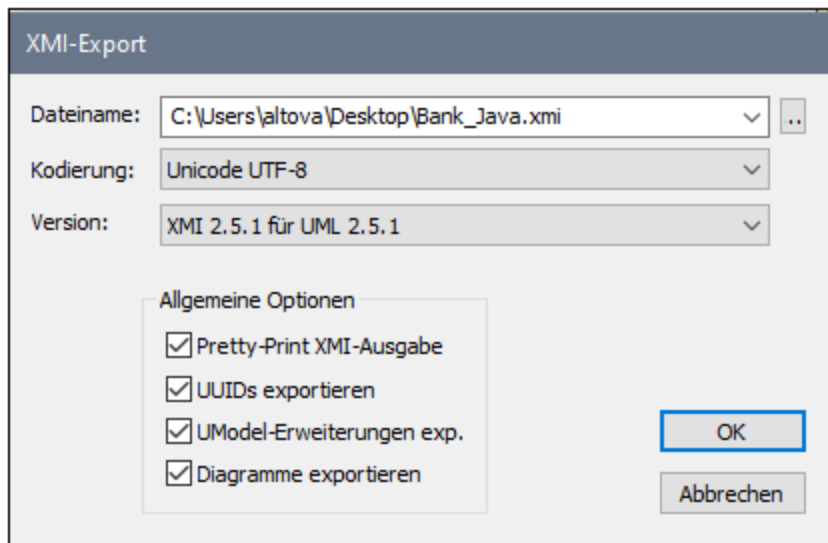 XMI-Export
Dateiname: C:\Users\altova\Desktop\Bank_Java.xmi ..
Kodierung: Unicode UTF-8
Version: XMI 2.5.1 für UML 2.5.1
Allgemeine Optionen
Pretty-Print XMI-Ausgabe
UUIDs exportieren
UModel-Erweiterungen exp.
Diagramme exportieren
OK
Abbrechen